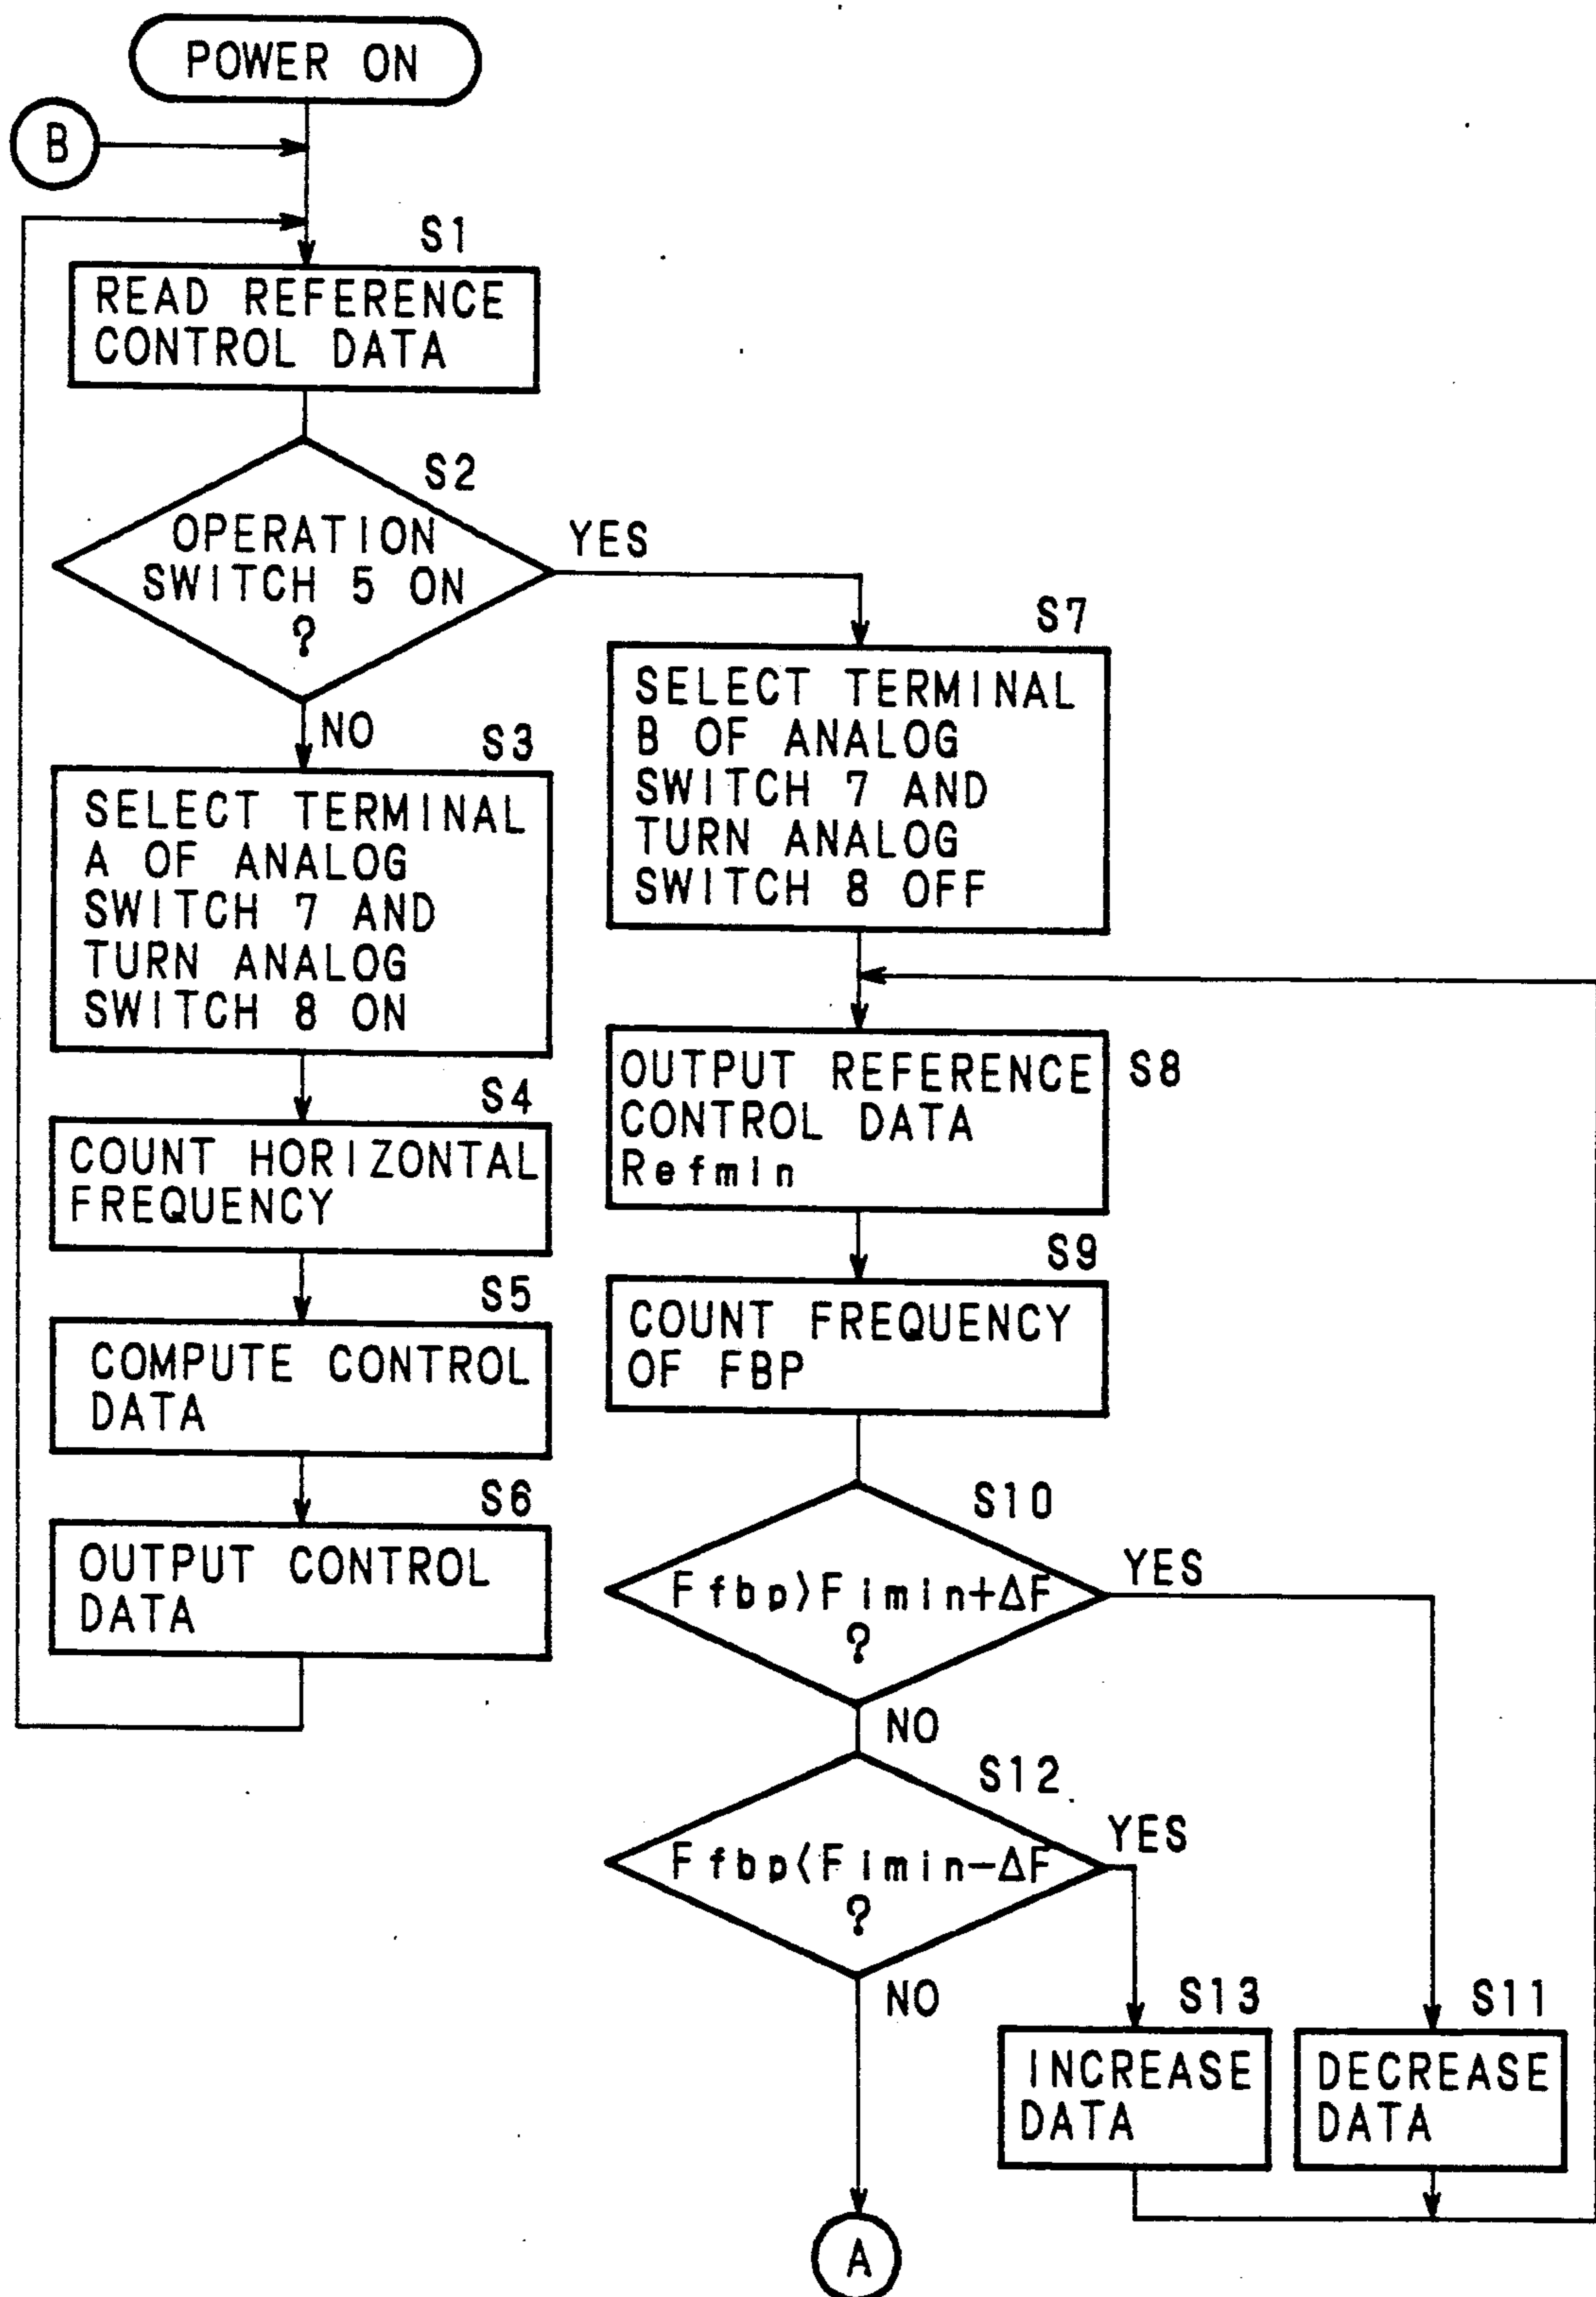 POWER ON
B
S1
READ REFERENCE
CONTROL DATA
S2
OPERATION
SWITCH 5 ON
?
YES
NO
S3
SELECT TERMINAL
A OF ANALOG
SWITCH 7 AND
TURN ANALOG
SWITCH 8 ON
S4
COUNT HORIZONTAL
FREQUENCY
S5
COMPUTE CONTROL
DATA
S6
OUTPUT CONTROL
DATA
S7
SELECT TERMINAL
B OF ANALOG
SWITCH 7 AND
TURN ANALOG
SWITCH 8 OFF
S8
OUTPUT REFERENCE
CONTROL DATA
Refmin
S9
COUNT FREQUENCY
OF FBP
S10
Ffbp>Fimin+ΔF
?
YES
NO
S12
Ffbp<Fimin-ΔF
?
YES
NO
S13
INCREASE
DATA
S11
DECREASE
DATA
A